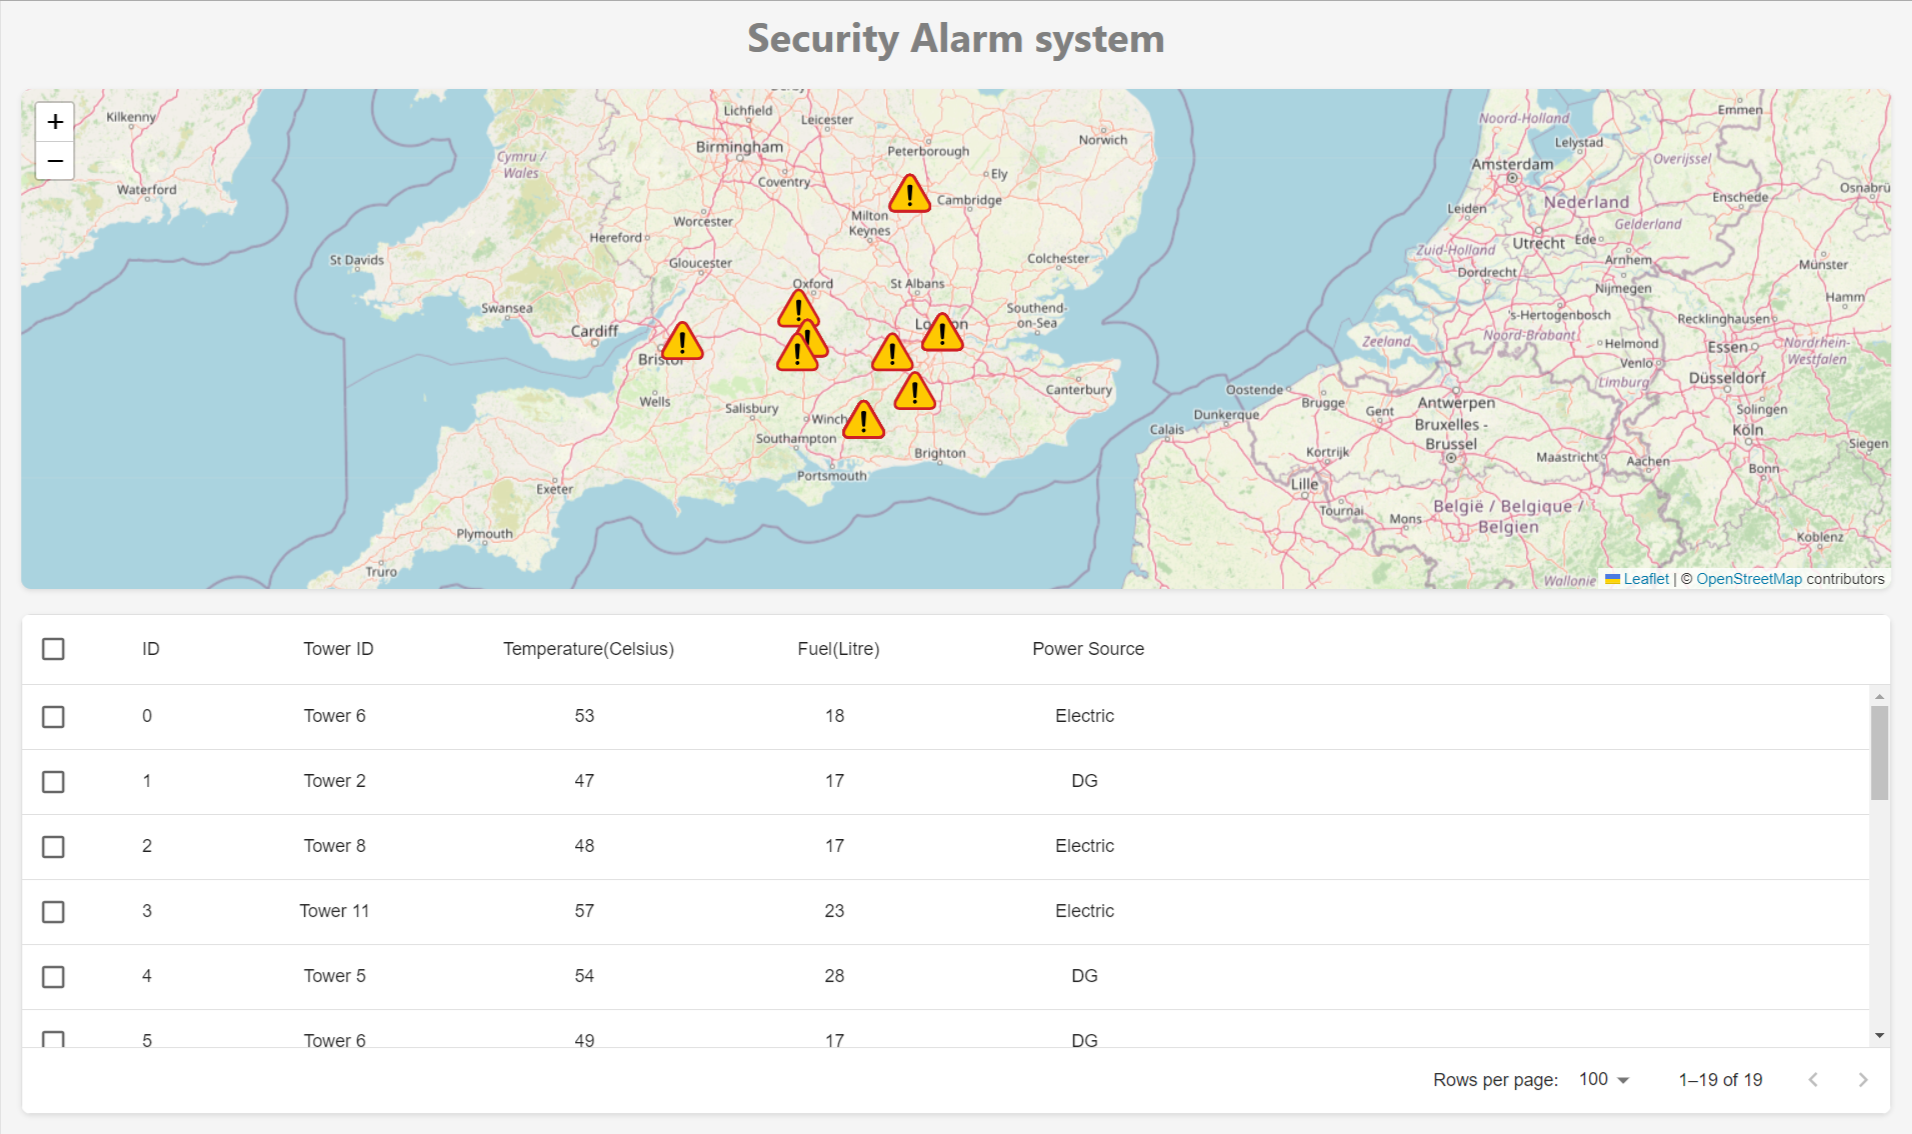 Security Alarm system
+
−
Kilkenny
Waterford
Cymru /
Wales
Lichfield
Leicester
Birmingham
Peterborough
Norwich
Coventry
Ely
Cambridge
Worcester
Milton
Keynes
Hereford
St Davids
Gloucester
Colchester
Oxford
St Albans
Swansea
Southend-
on-Sea
Cardiff
Wells
Salisbury
Canterbury
Southampton
Brighton
Portsmouth
Exeter
Plymouth
Truro
Noord-Holland
Emmen
Lelystad
Amsterdam
Overijssel
Enschede
Leiden
Nederland
Gelderland
Utrecht
Ede
Zuid-Holland
Arnhem
Münster
Dordrecht
Nijmegen
Hamm
's-Hertogenbosch
Recklinghausen
Noord-Brabant
Zeeland
Helmond
Essen
Nordrhein-
Westfalen
Venlo
Limburg
Düsseldorf
Oostende
Brugge
Gent
Antwerpen
Solingen
Dunkerque
Bruxelles -
Brussel
Köln
Calais
Siegen
Kortrijk
Maastricht
Aachen
Bonn
Lille
Tournai
Mons
België / Belgique /
Belgien
Koblenz
Wallonie
Leaflet | © OpenStreetMap contributors
ID Tower ID Temperature(Celsius) Fuel(Litre) Power Source
0 Tower 6 53 18 Electric
1 Tower 2 47 17 DG
2 Tower 8 48 17 Electric
3 Tower 11 57 23 Electric
4 Tower 5 54 28 DG
5 Tower 6 49 17 DG
Rows per page: 100 1–19 of 19